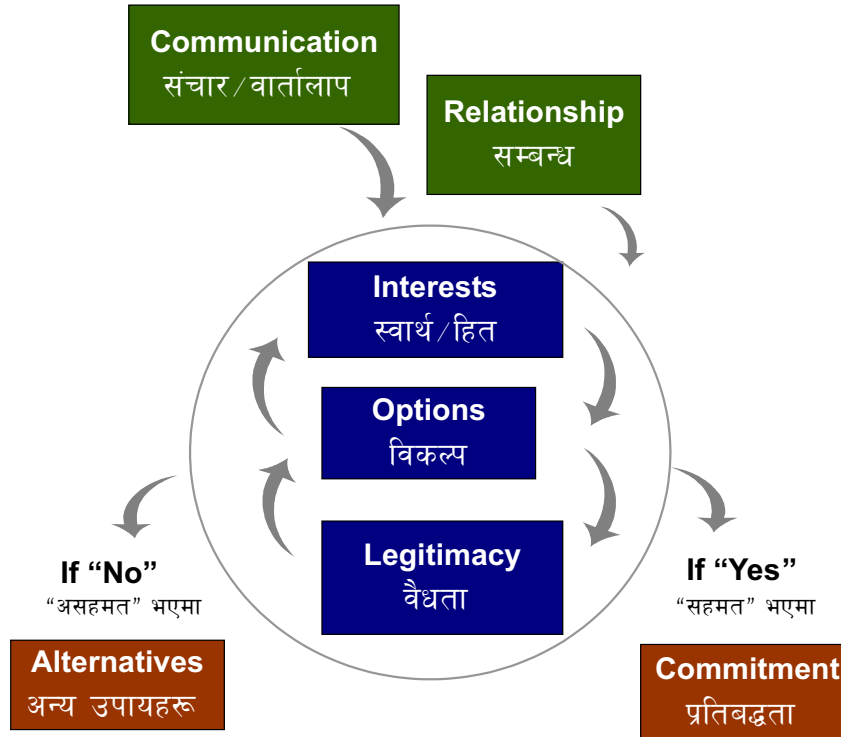 Communication
संचार/वार्तालाप
Relationship
सम्बन्ध
Interests
स्वार्थ/हित
Options
विकल्प
Legitimacy
वैधता
If “No”
“असहमत” भएमा
Alternatives
अन्य उपायहरू
If “Yes”
“सहमत” भएमा
Commitment
प्रतिबद्धता